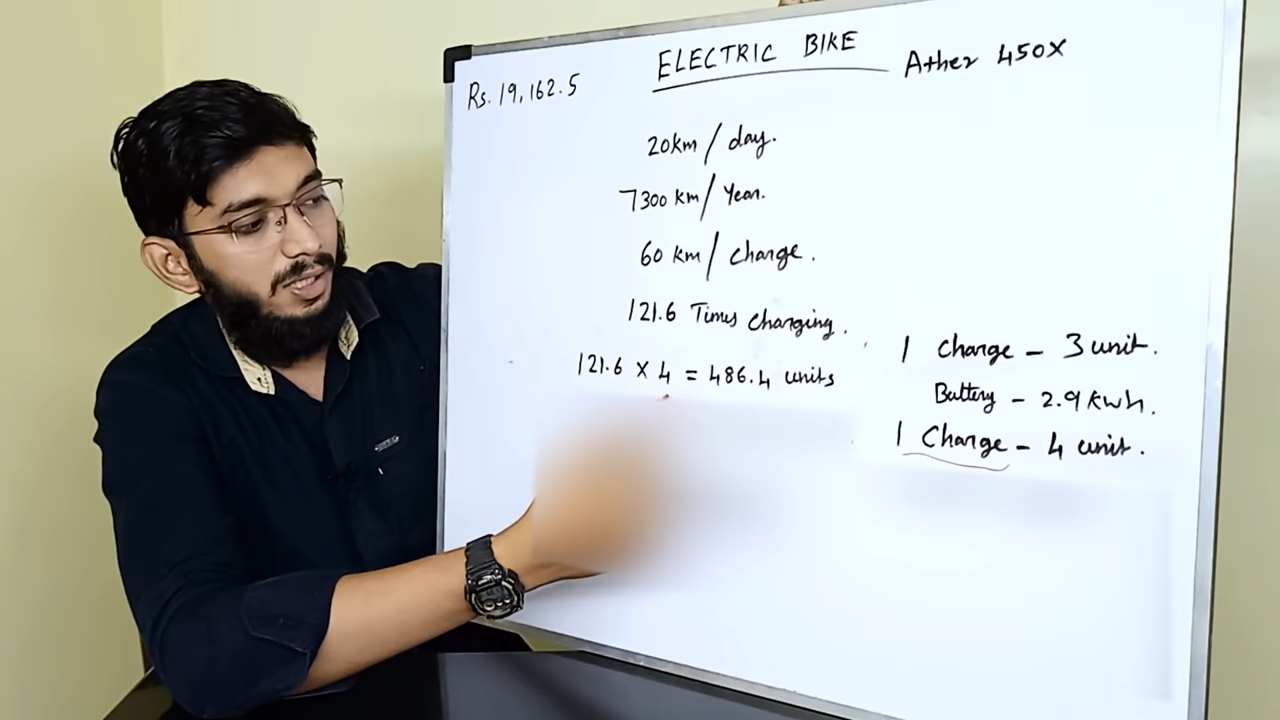 ELECTRIC BIKE Ather 450X
Rs. 19,162.5
20km / day.
7300 km / Year.
60 km / charge.
121.6 Times Charging.
121.6 X 4 = 486.4 units
1 Charge - 3 unit.
Battery - 2.9 kwh.
1 Charge - 4 unit.